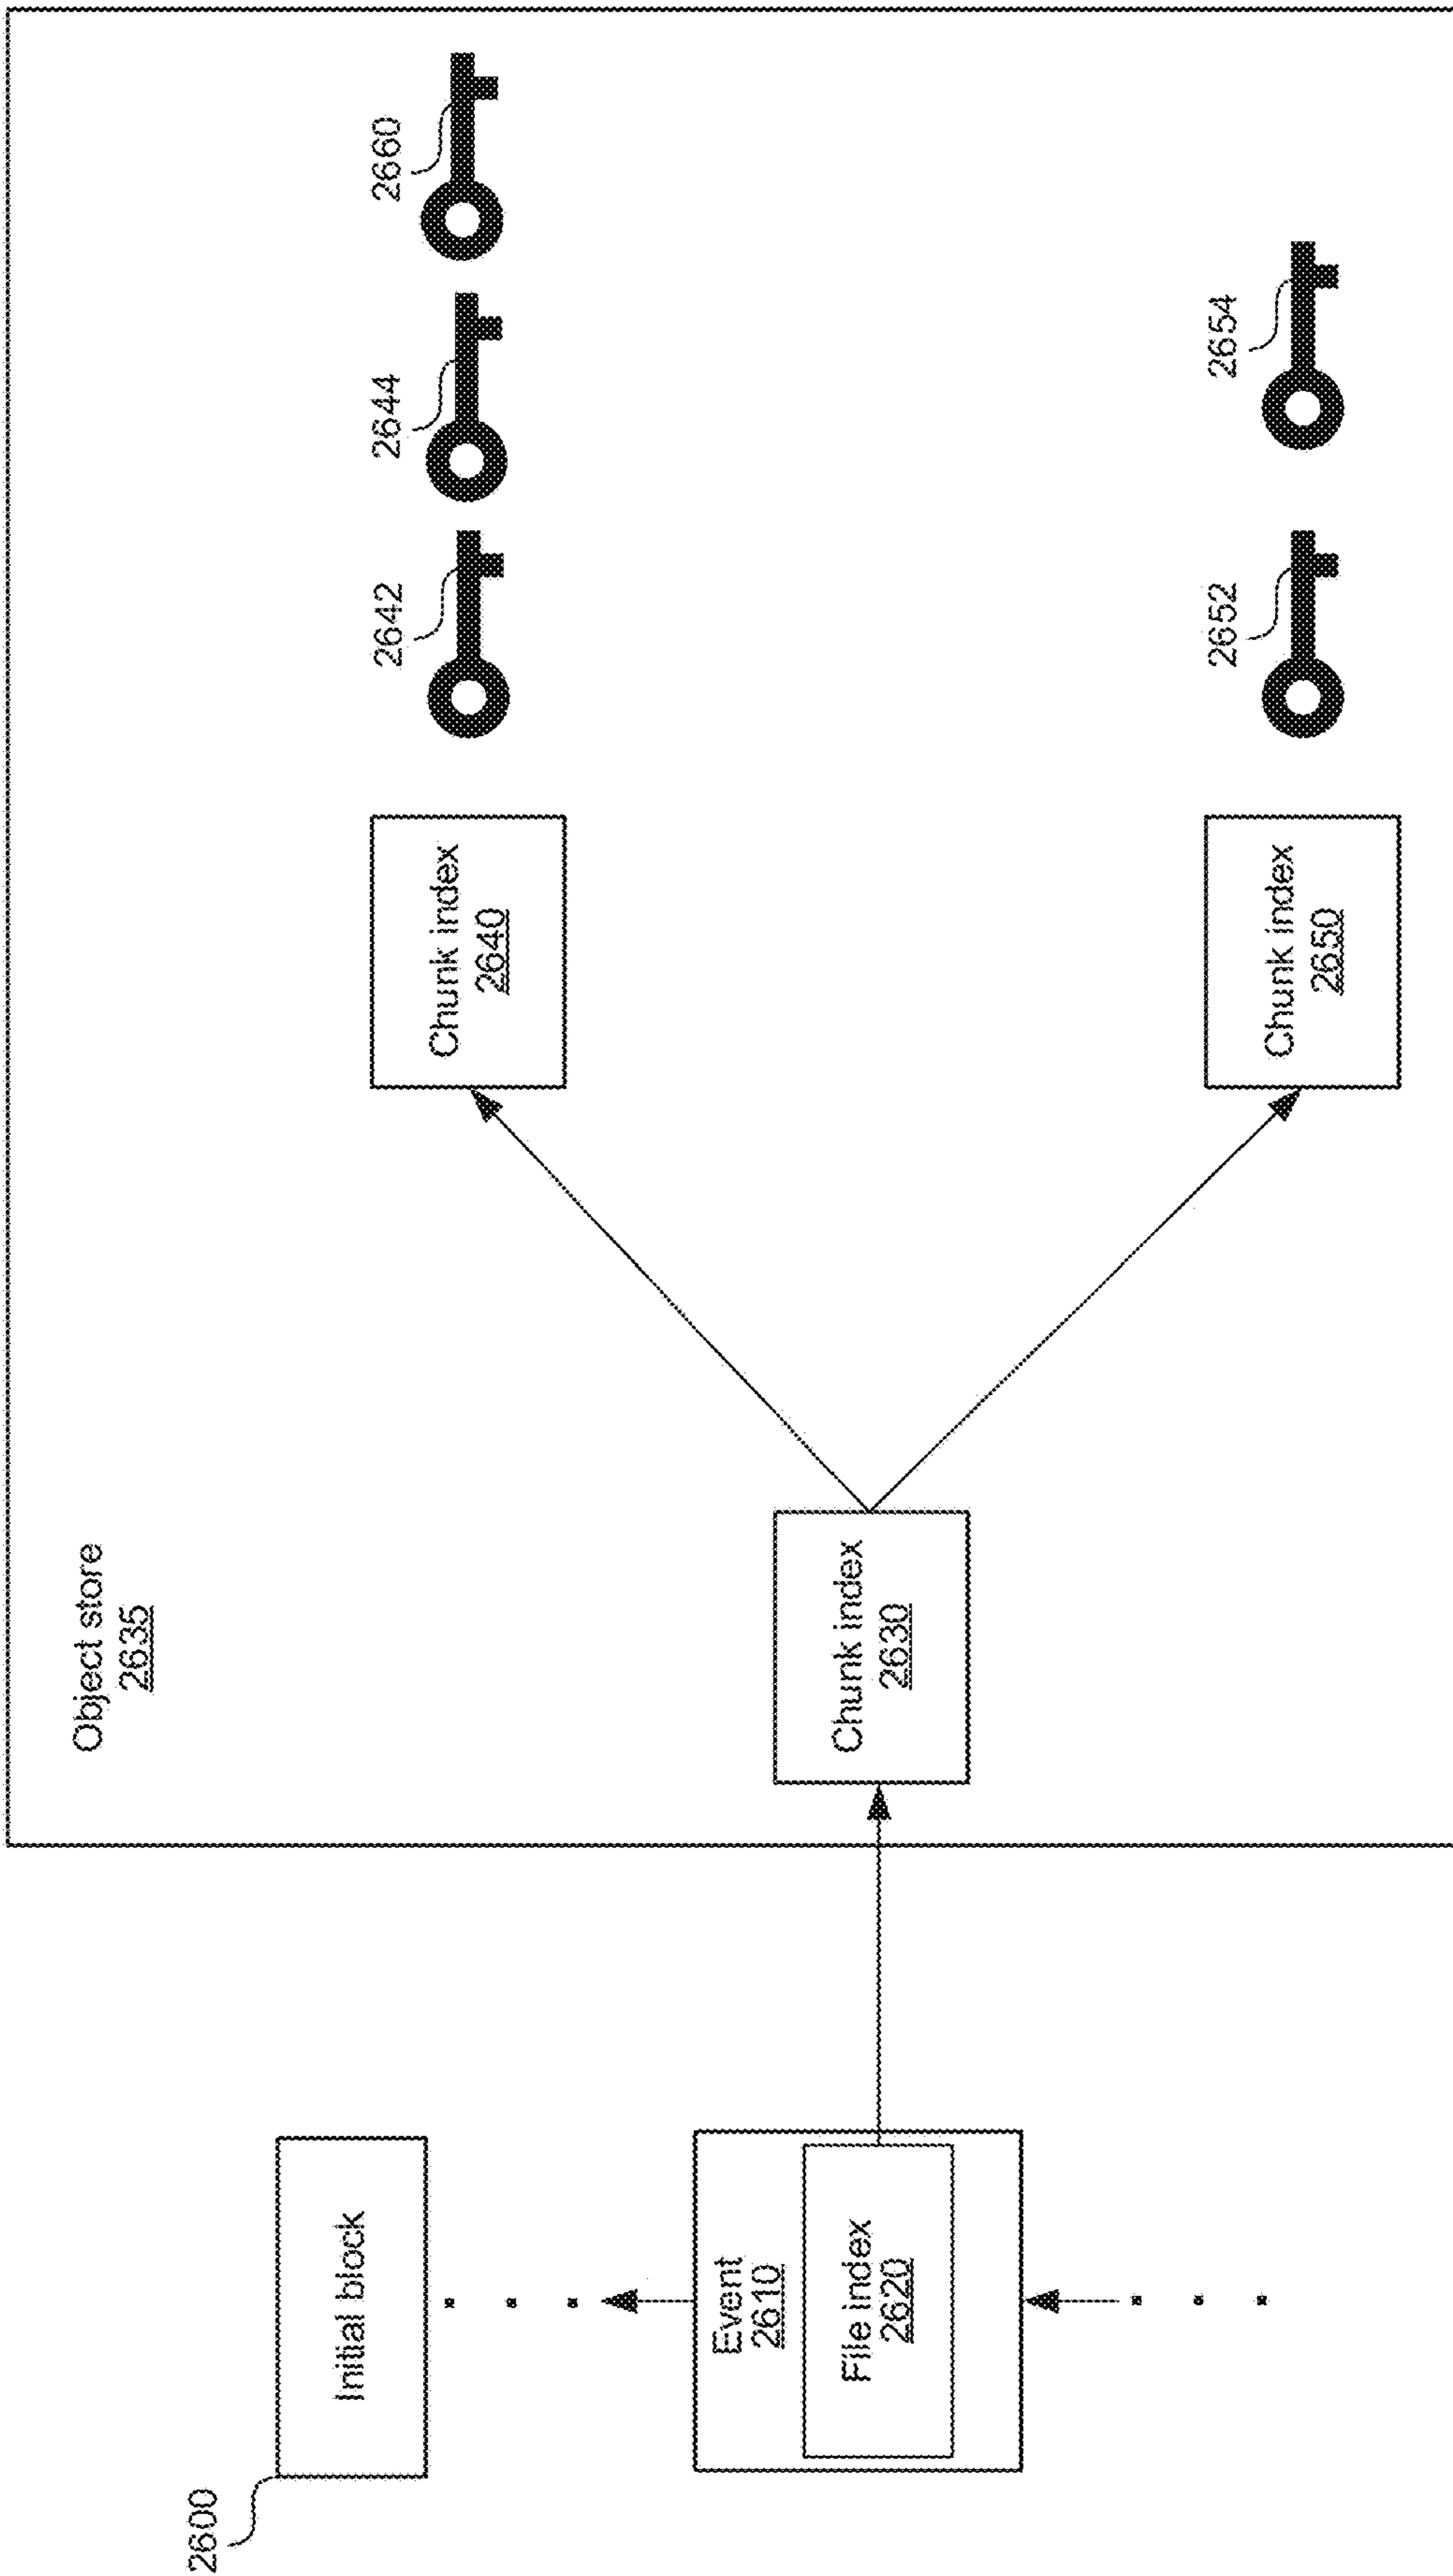 2600
Initial block
Event
2610
File index
2620
Object store
2635
Chunk index
2630
Chunk index
2640
2642
2644
2660
Chunk index
2650
2652
2654